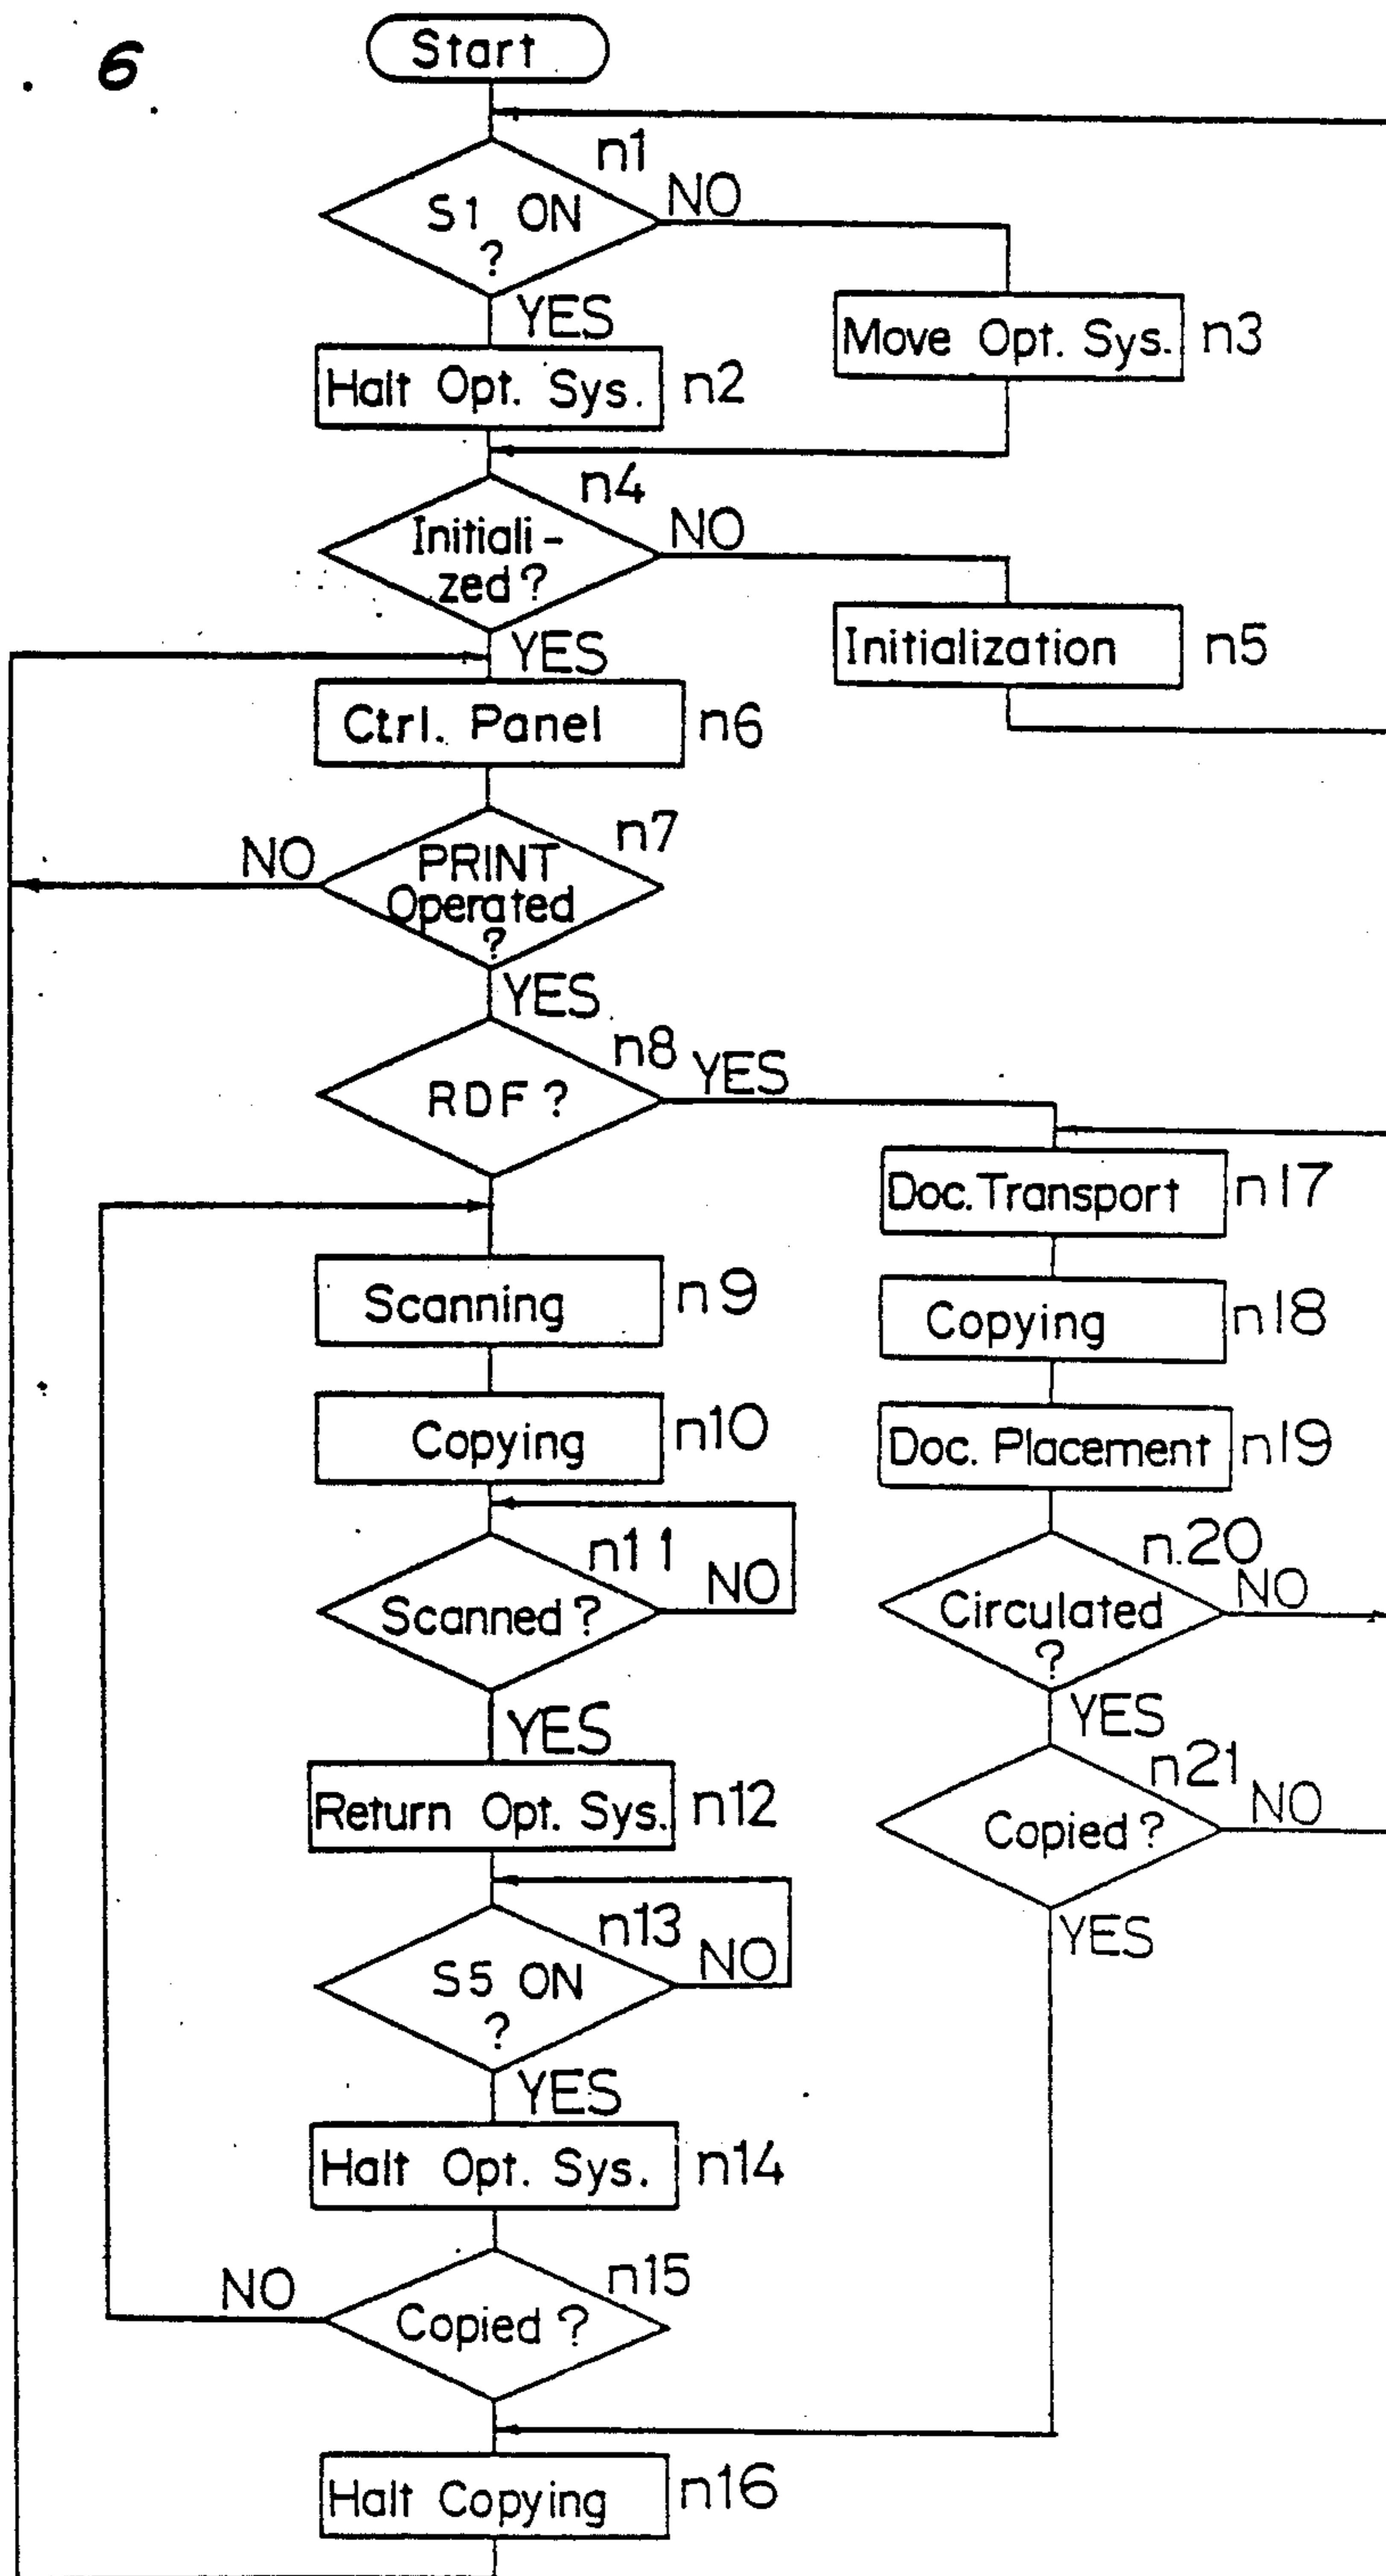 6
Start
n1
S1 ON
?
NO
YES
Move Opt. Sys.
n3
Halt Opt. Sys.
n2
n4
Initiali-
zed?
NO
YES
Initialization
n5
Ctrl. Panel
n6
n7
NO
PRINT
Operated
?
YES
n8
RDF?
YES
Doc. Transport
n17
Scanning
n9
Copying
n18
Copying
n10
Doc. Placement
n19
n11
Scanned?
NO
n.20
Circulated
?
NO
YES
YES
Return Opt. Sys.
n12
n21
Copied?
NO
YES
n13
S5 ON
?
NO
YES
Halt Opt. Sys.
n14
n15
Copied?
NO
Halt Copying
n16